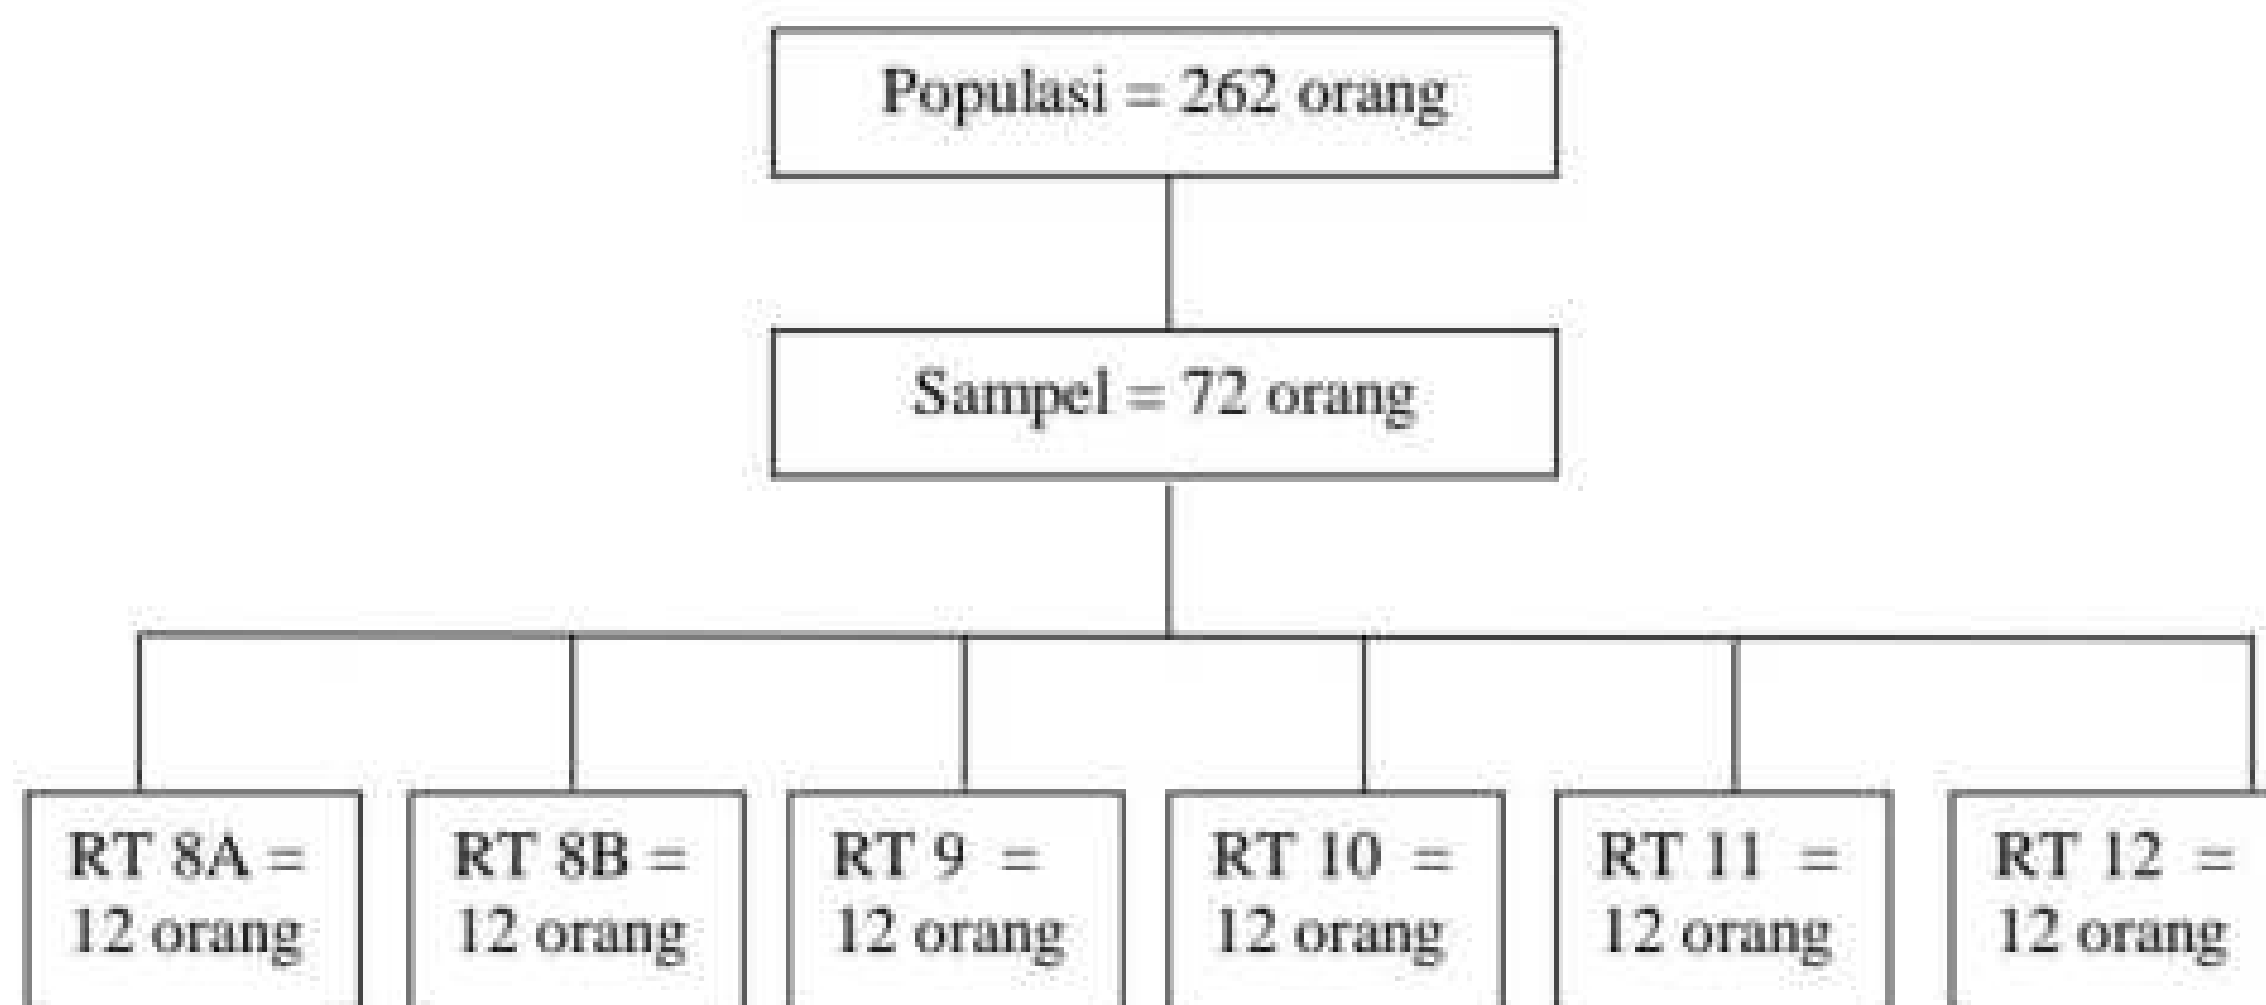 Populasi = 262 orang
Sampel = 72 orang
RT 8A =
12 orang
RT 8B =
12 orang
RT 9 =
12 orang
RT 10 =
12 orang
RT 11 =
12 orang
RT 12 =
12 orang